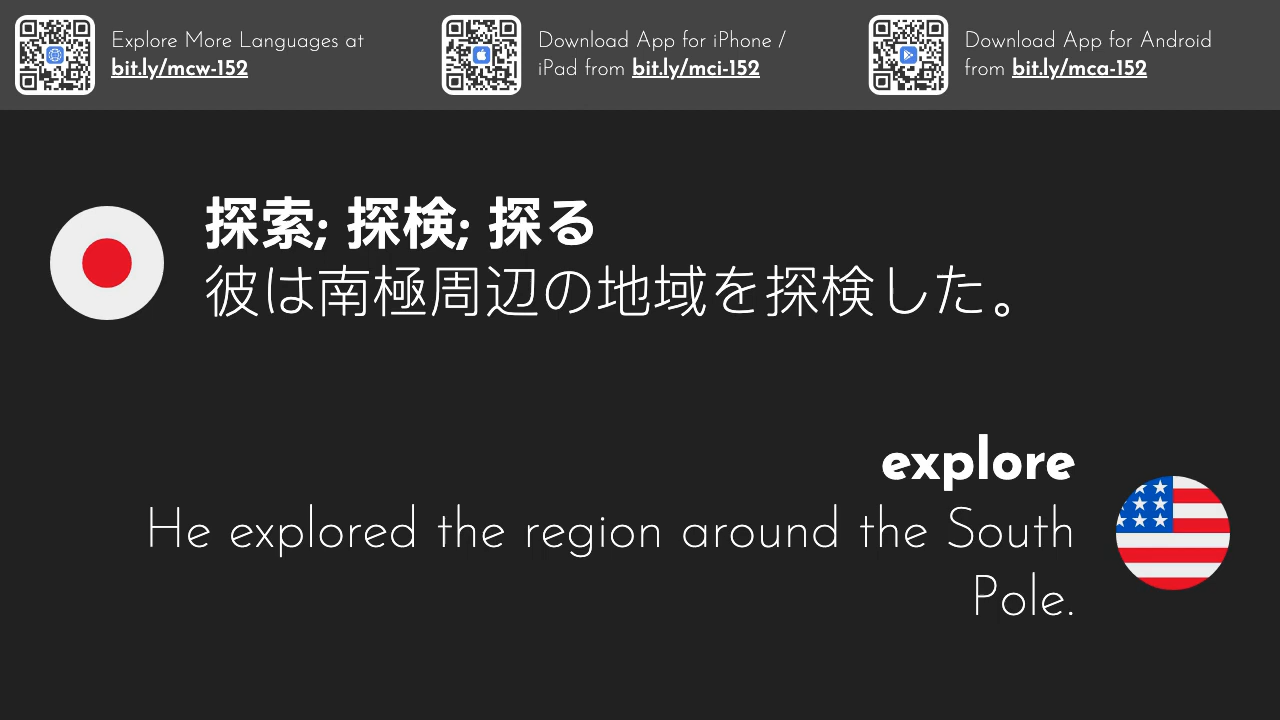 Explore More Languages at
bit.ly/mcw-152
Download App for iPhone /
iPad from bit.ly/mci-152
Download App for Android
from bit.ly/mca-152
探索; 探検; 探る
彼は南極周辺の地域を探検した。
explore
He explored the region around the South
Pole.